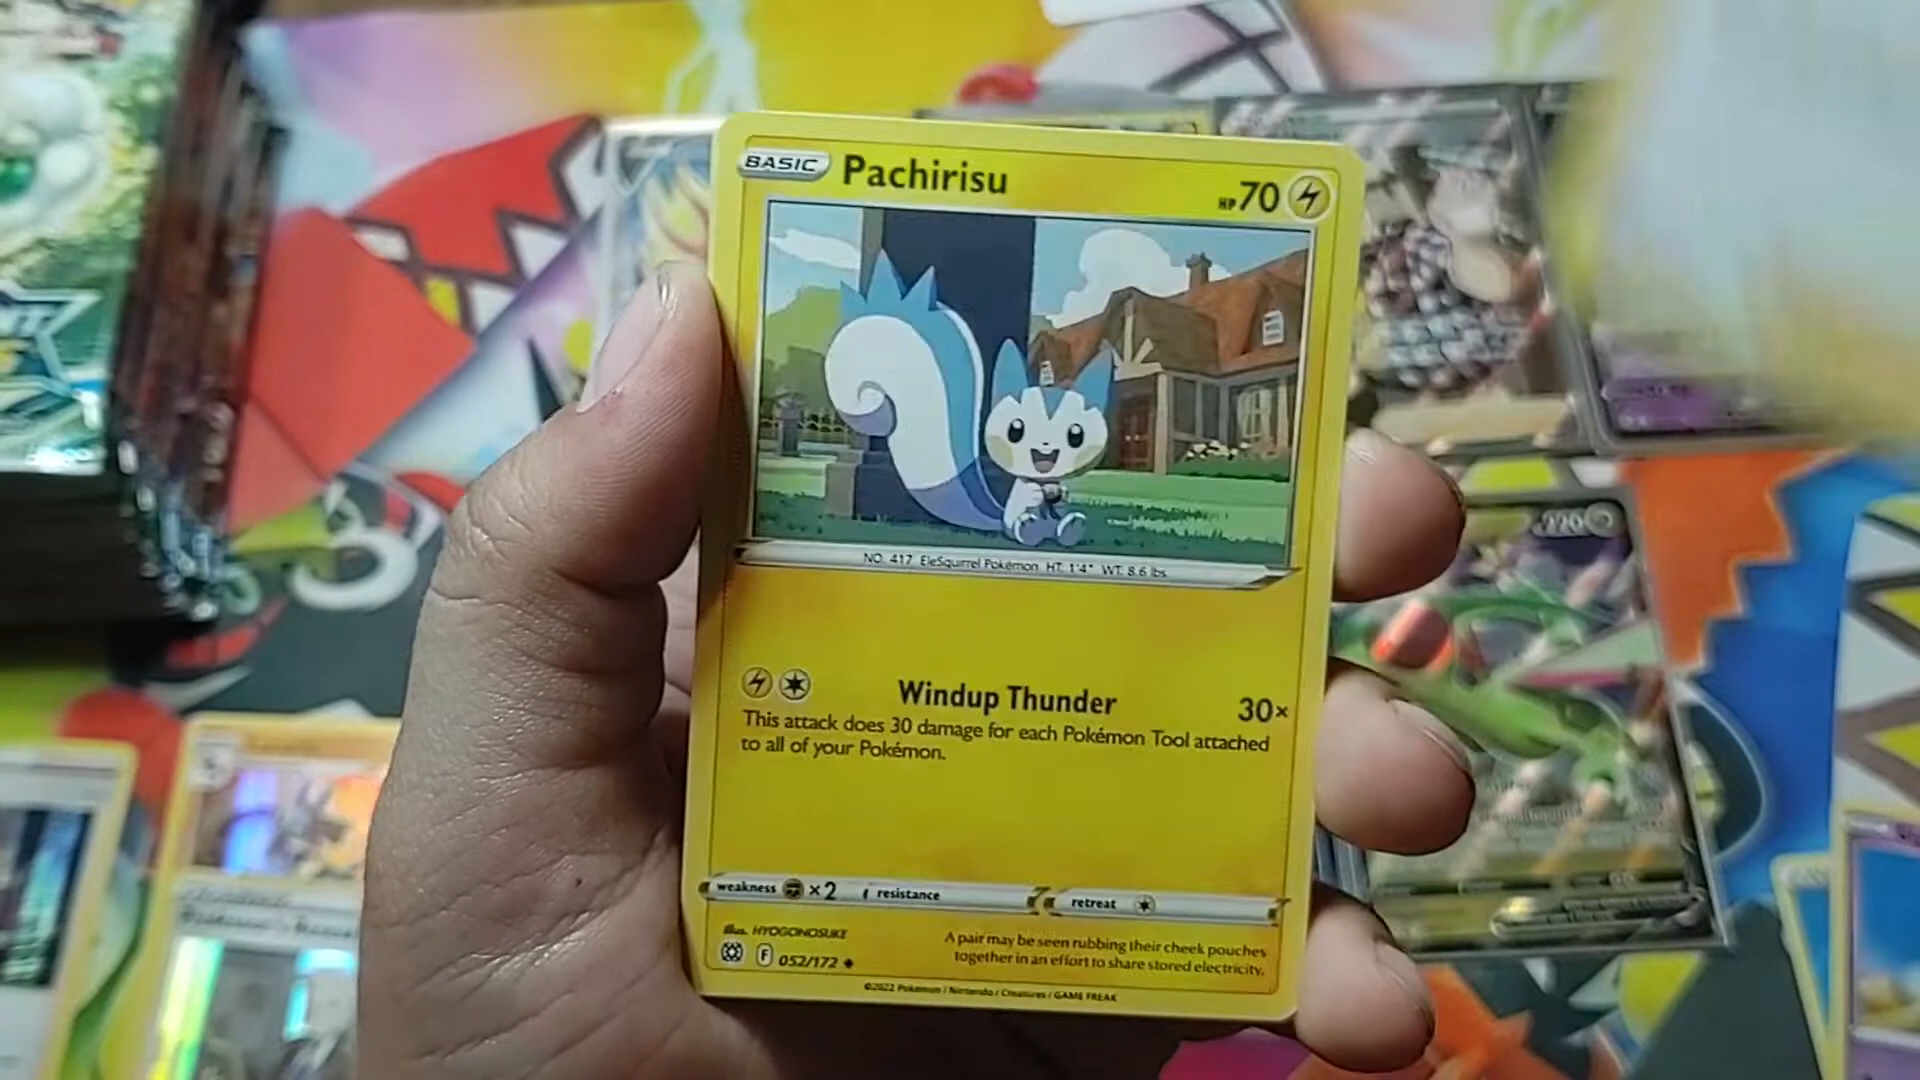 BASIC Pachirisu HP 70
NO. 417 EleSquirrel Pokémon HT: 1'4" WT: 8.6 lbs.
Windup Thunder 30×
This attack does 30 damage for each Pokémon Tool attached
to all of your Pokémon.
weakness ×2 resistance retreat
Illus. HYOGONOSUKE
F 052/172
A pair may be seen rubbing their cheek pouches
together in an effort to share stored electricity.
©2022 Pokémon / Nintendo / Creatures / GAME FREAK
220